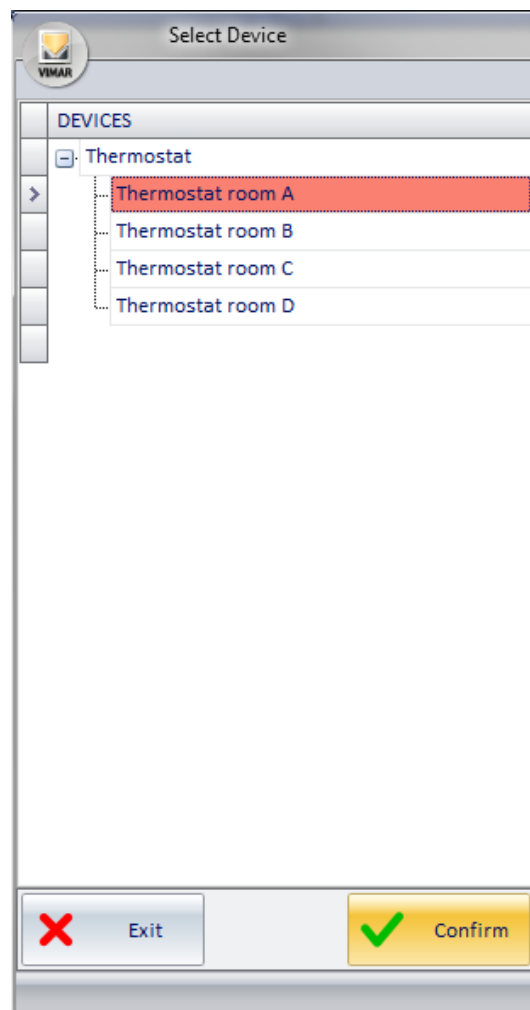 Select Device
VIMAR
DEVICES
Thermostat
Thermostat room A
Thermostat room B
Thermostat room C
Thermostat room D
Exit
Confirm